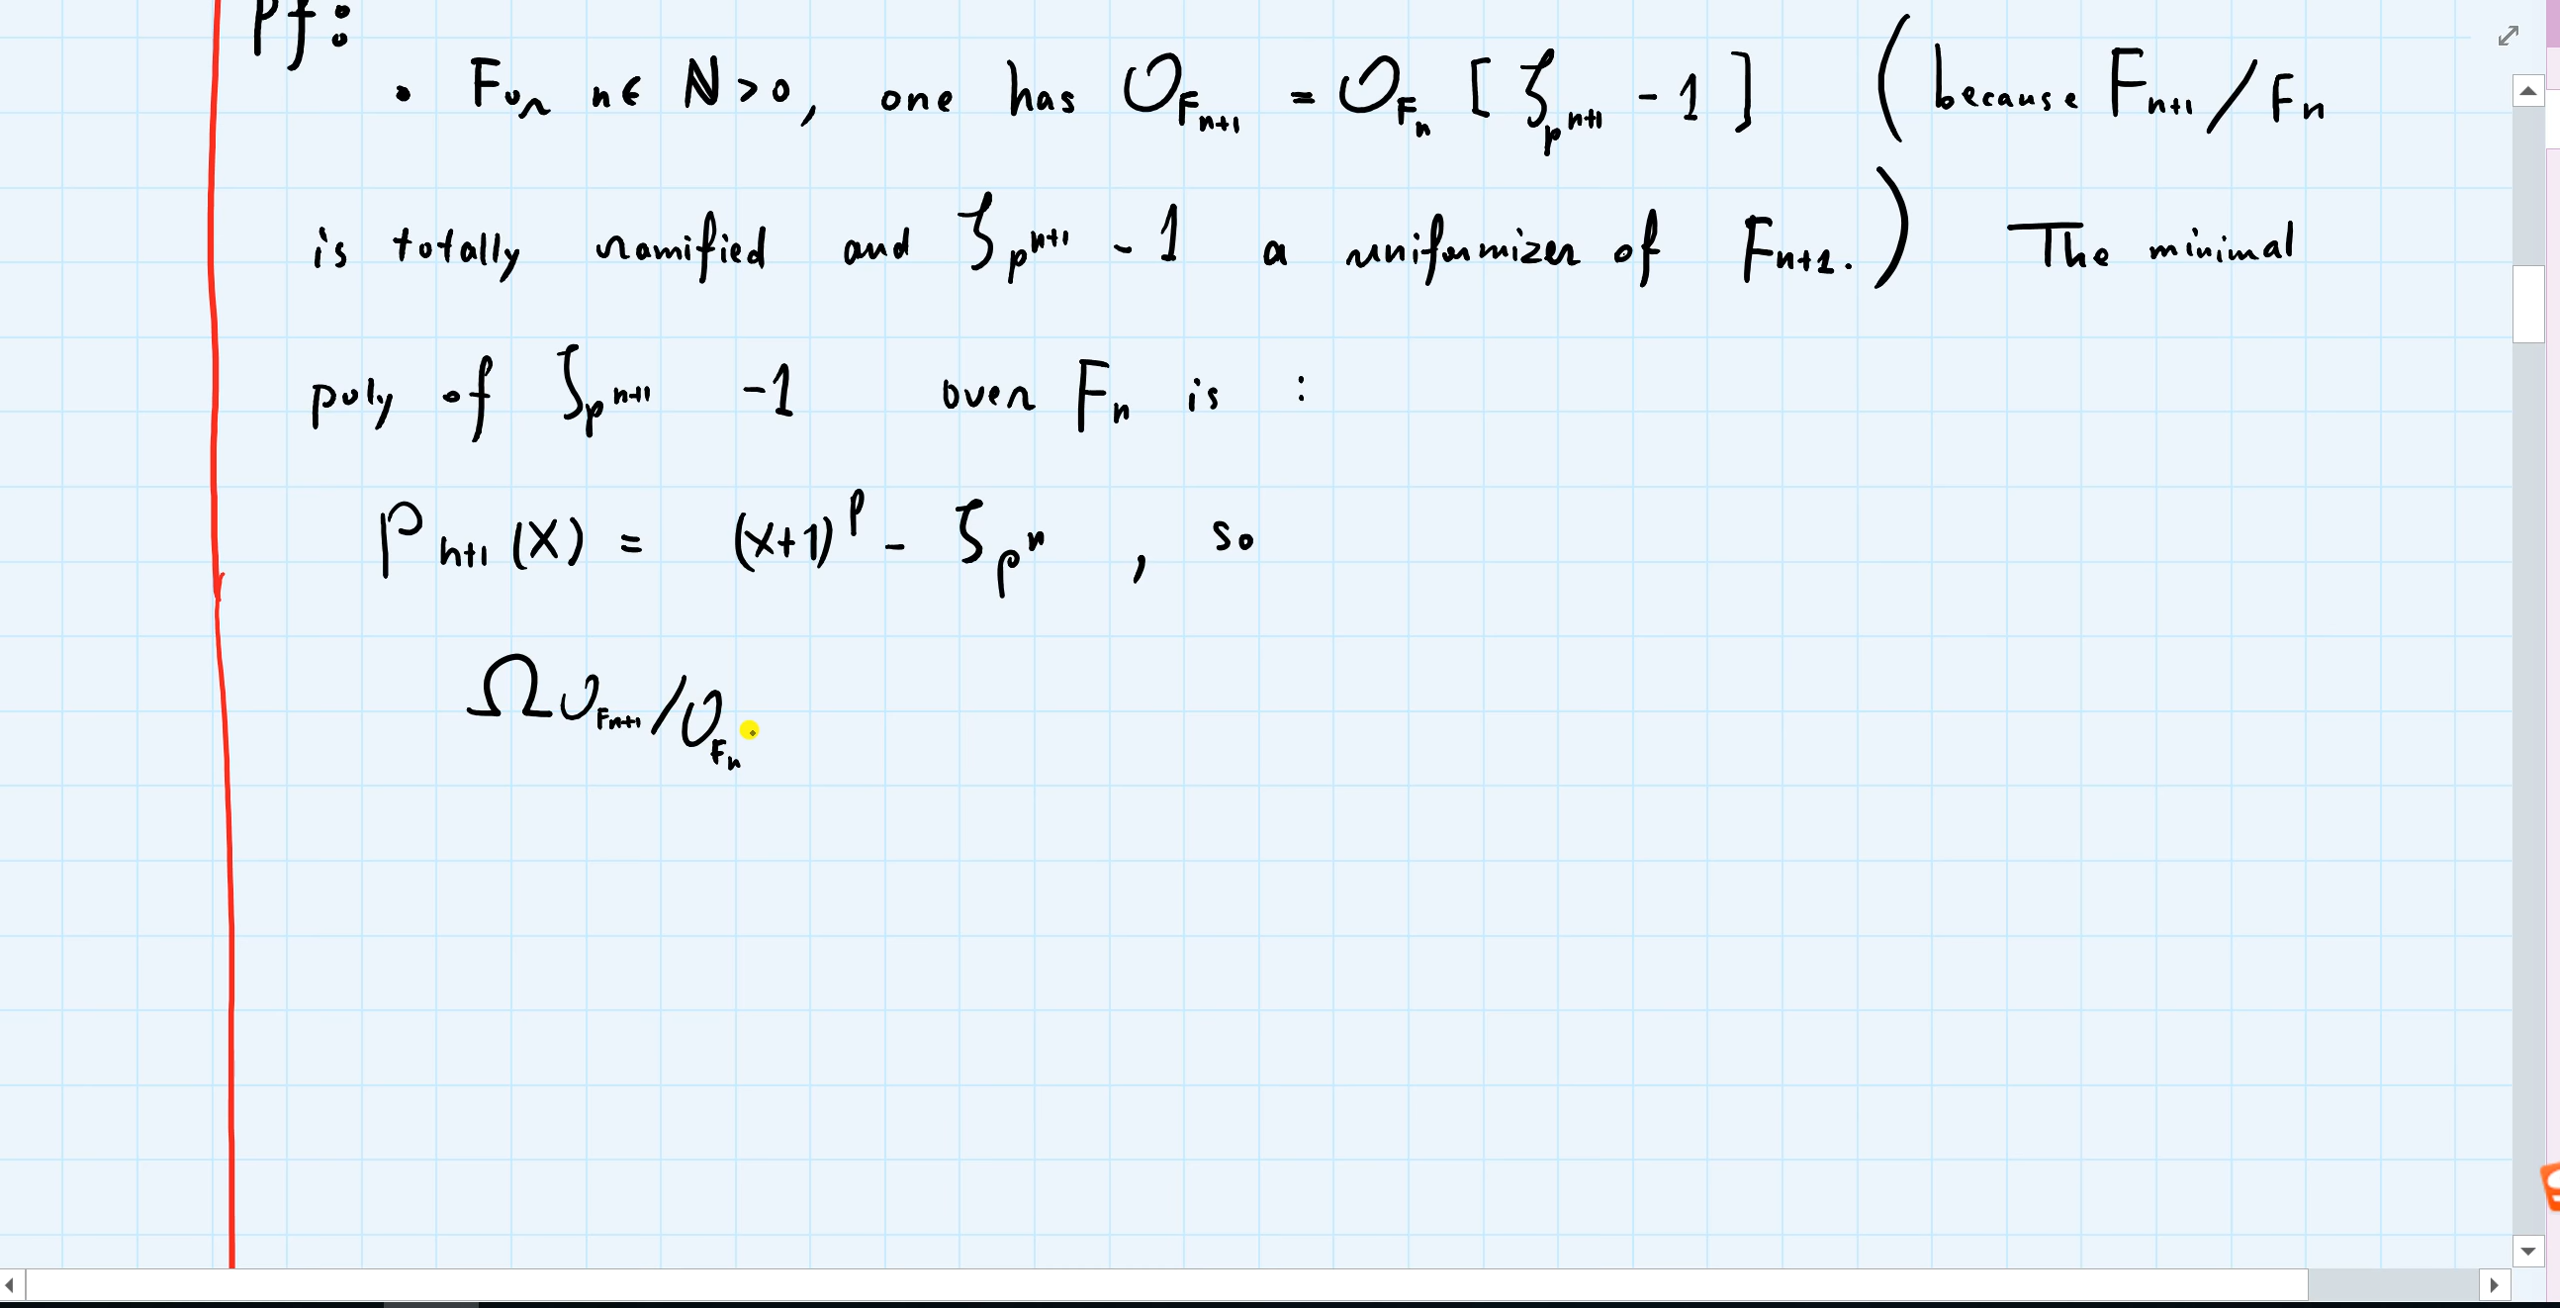 Pf:
• For n ∈ ℕ>0, one has O_{F_{n+1}} = O_{F_n} [ζ_{p^{n+1}} - 1] (because F_{n+1}/F_n
is totally ramified and ζ_{p^{n+1}} - 1 a uniformizer of F_{n+1}.) The minimal
poly of ζ_{p^{n+1}} - 1 over F_n is :
P_{n+1}(X) = (X+1)^p - ζ_{p^n} , so
Ω_{O_{F_{n+1}}/O_{F_n}}